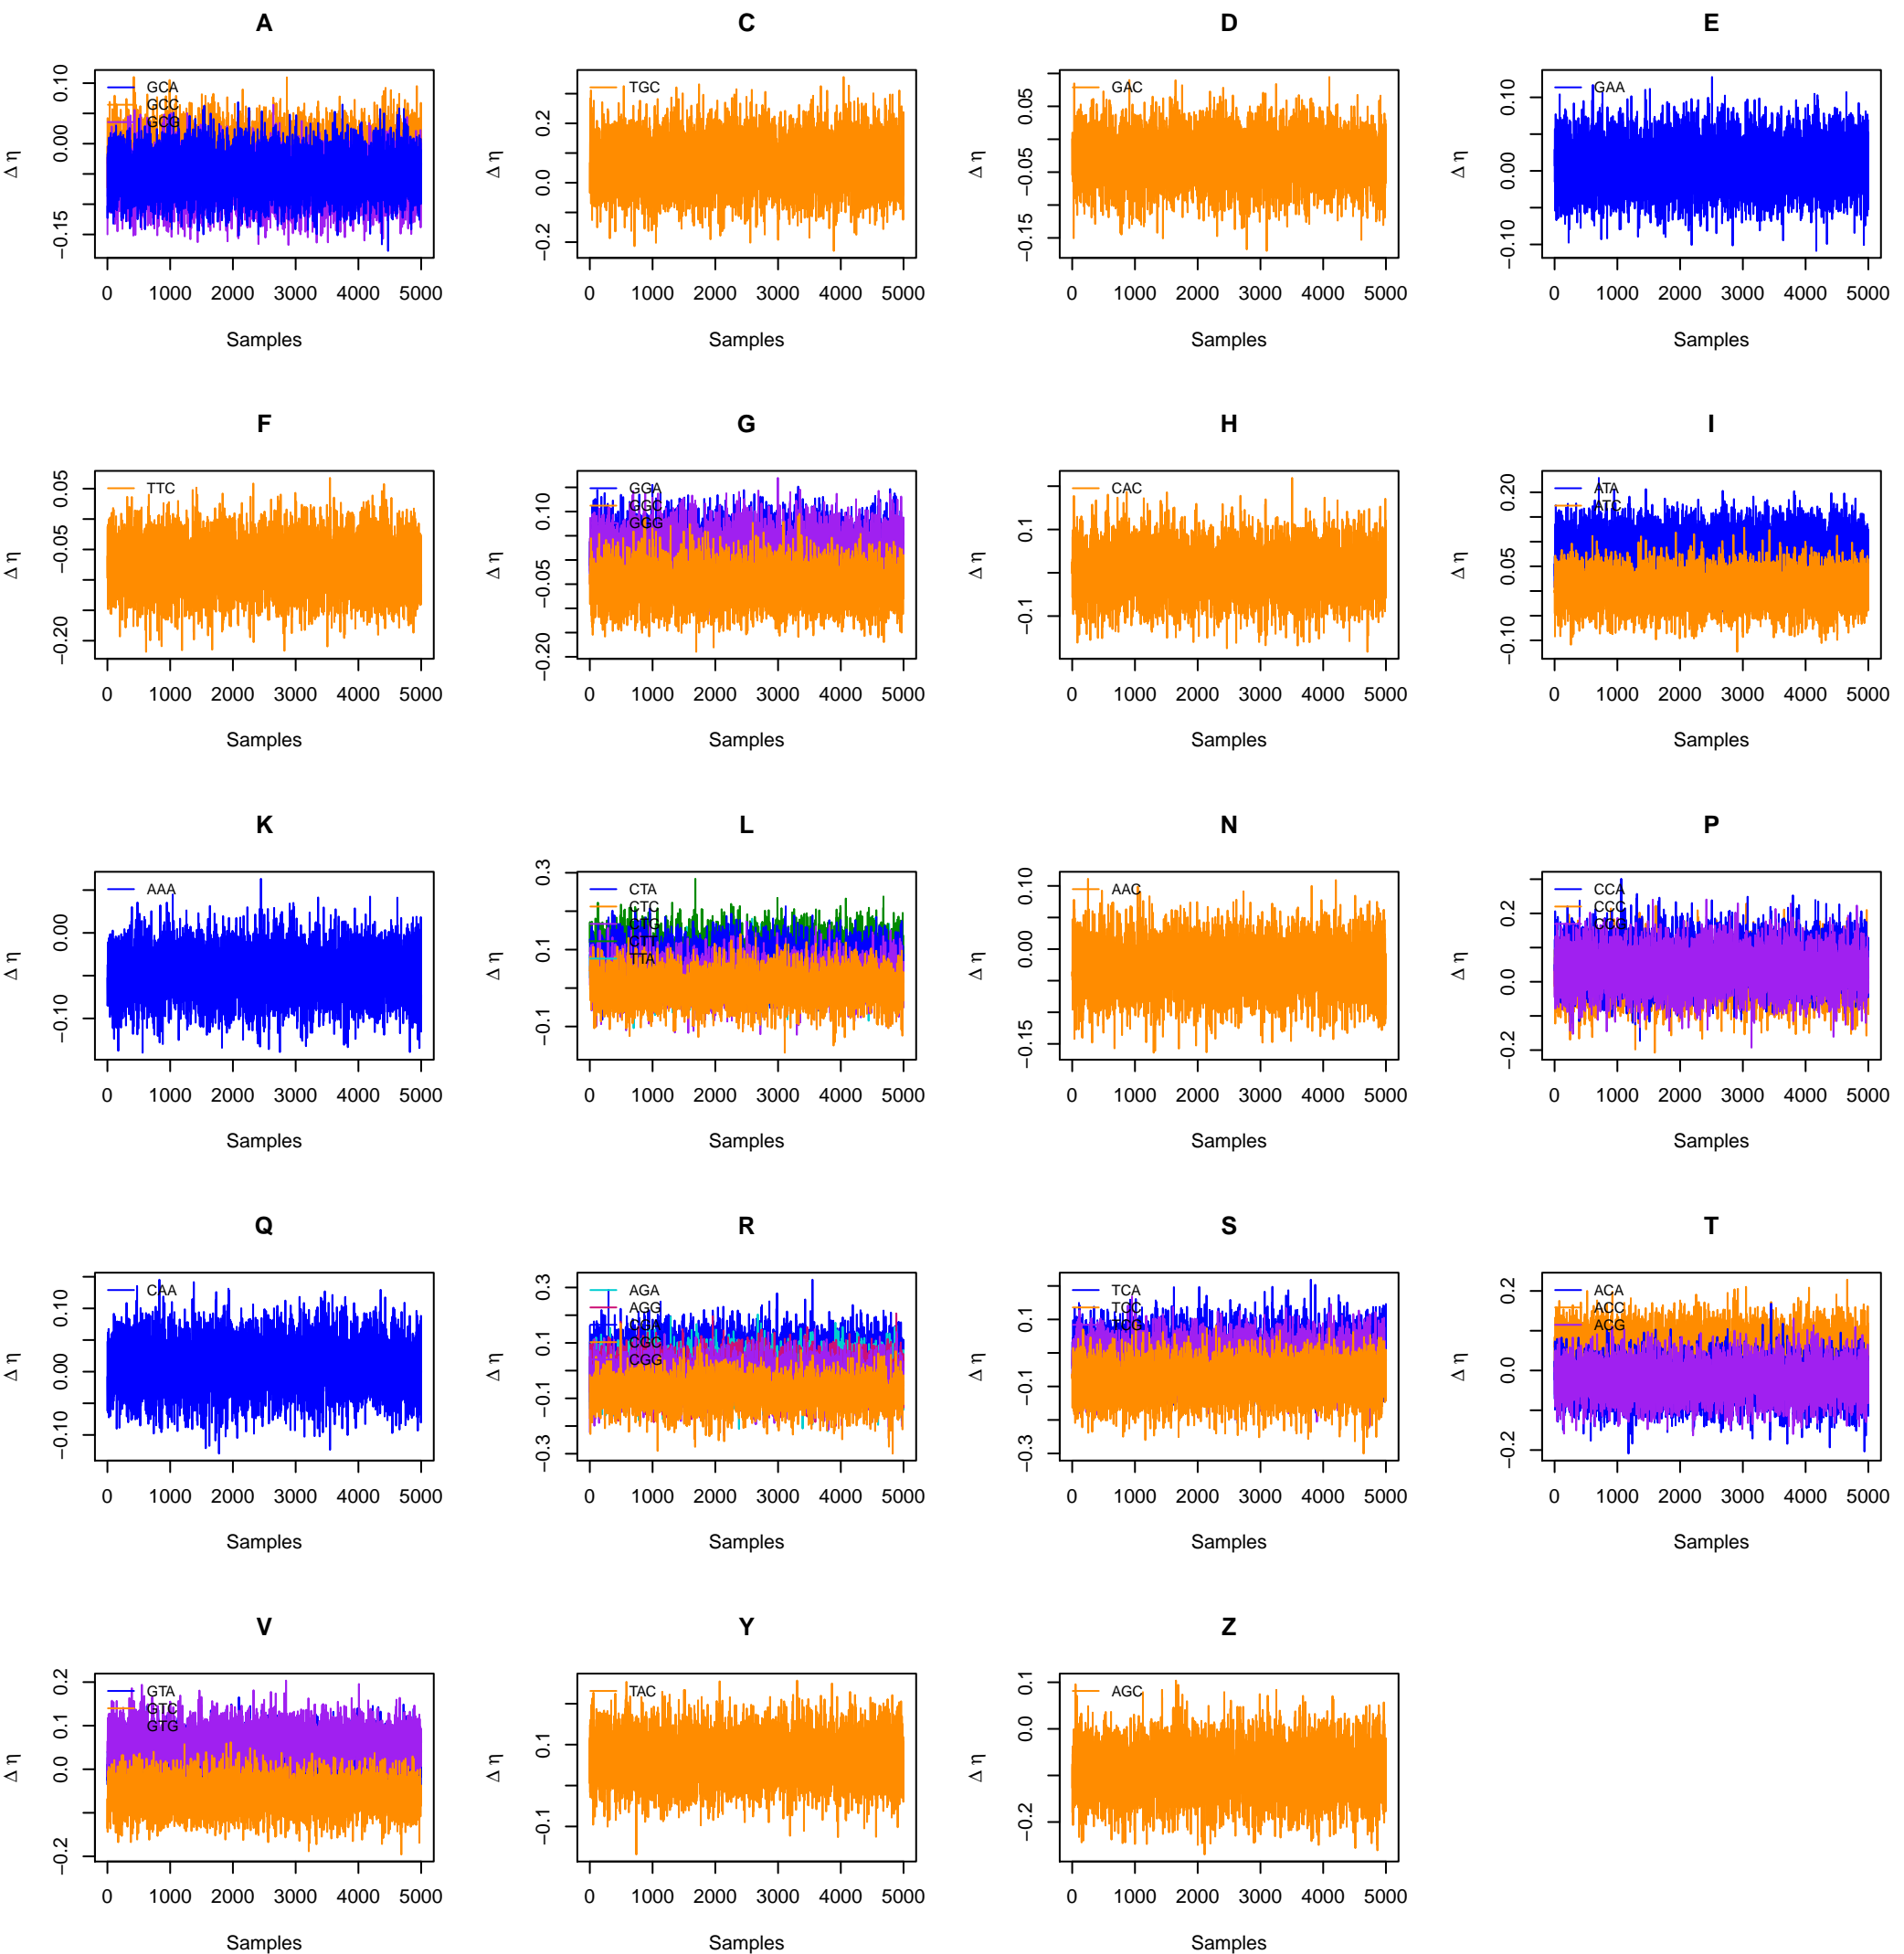 A
C
D
E
Δ η
0.10
0.00
−0.15
GCA
GCC
GCG
0 1000 2000 3000 4000 5000
Samples
Δ η
0.2
0.0
−0.2
TGC
0 1000 2000 3000 4000 5000
Samples
Δ η
0.05
−0.05
−0.15
GAC
0 1000 2000 3000 4000 5000
Samples
Δ η
0.10
0.00
−0.10
GAA
0 1000 2000 3000 4000 5000
Samples
F
G
H
I
Δ η
0.05
−0.05
−0.20
TTC
0 1000 2000 3000 4000 5000
Samples
Δ η
0.10
−0.05
−0.20
GGA
GGC
GGG
0 1000 2000 3000 4000 5000
Samples
Δ η
0.1
−0.1
CAC
0 1000 2000 3000 4000 5000
Samples
Δ η
0.20
0.05
−0.10
ATA
ATC
0 1000 2000 3000 4000 5000
Samples
K
L
N
P
Δ η
0.00
−0.10
AAA
0 1000 2000 3000 4000 5000
Samples
Δ η
0.3
0.1
−0.1
CTA
CTC
CTG
CTT
TTA
0 1000 2000 3000 4000 5000
Samples
Δ η
0.10
0.00
−0.15
AAC
0 1000 2000 3000 4000 5000
Samples
Δ η
0.2
0.0
−0.2
CCA
CCC
CCG
0 1000 2000 3000 4000 5000
Samples
Q
R
S
T
Δ η
0.10
0.00
−0.10
CAA
0 1000 2000 3000 4000 5000
Samples
Δ η
0.3
0.1
−0.1
−0.3
AGA
AGG
CGA
CGC
CGG
0 1000 2000 3000 4000 5000
Samples
Δ η
0.1
−0.1
−0.3
TCA
TCC
TCG
0 1000 2000 3000 4000 5000
Samples
Δ η
0.2
0.0
−0.2
ACA
ACC
ACG
0 1000 2000 3000 4000 5000
Samples
V
Y
Z
Δ η
0.2
0.1
0.0
−0.2
GTA
GTC
GTG
0 1000 2000 3000 4000 5000
Samples
Δ η
0.1
−0.1
TAC
0 1000 2000 3000 4000 5000
Samples
Δ η
0.1
0.0
−0.2
AGC
0 1000 2000 3000 4000 5000
Samples